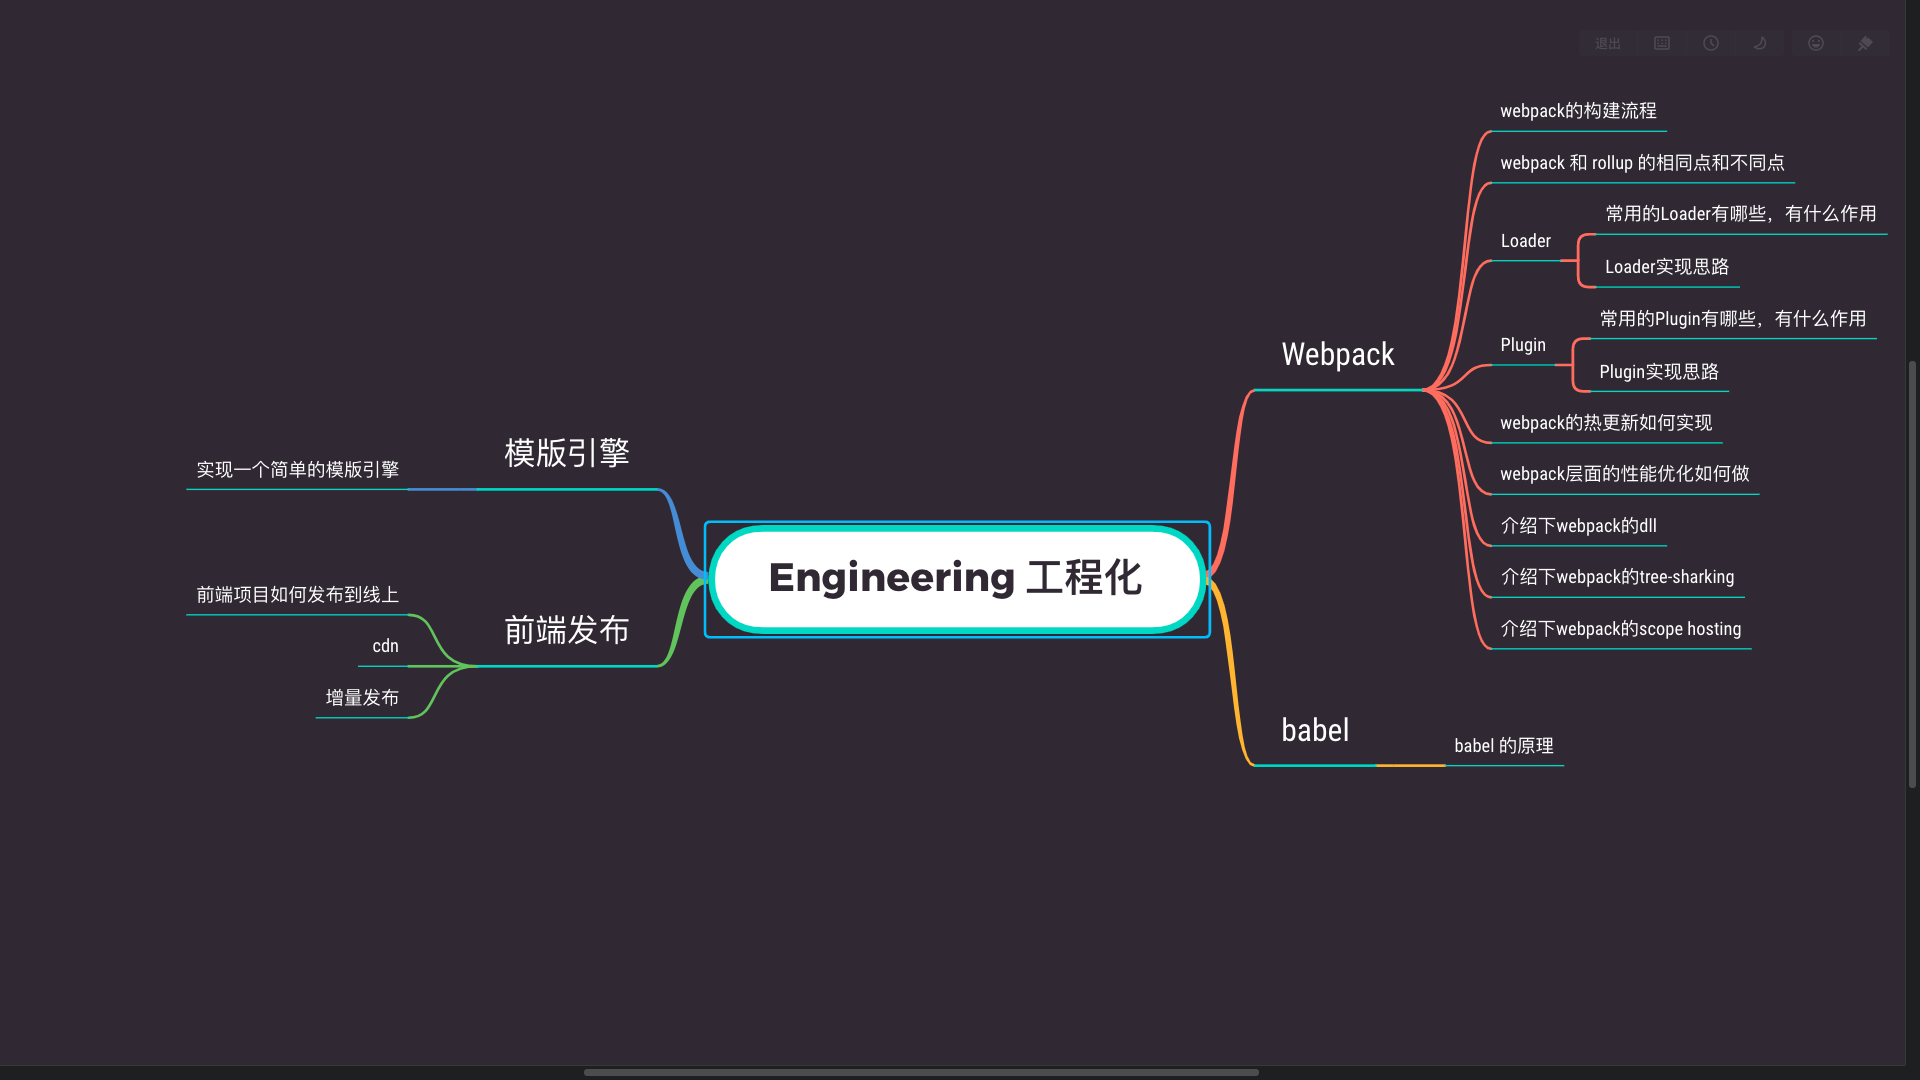 退出
webpack的构建流程
webpack 和 rollup 的相同点和不同点
常用的Loader有哪些，有什么作用
Loader
Loader实现思路
常用的Plugin有哪些，有什么作用
Plugin
Plugin实现思路
Webpack
webpack的热更新如何实现
webpack层面的性能优化如何做
介绍下webpack的dll
介绍下webpack的tree-sharking
介绍下webpack的scope hosting
模版引擎
实现一个简单的模版引擎
Engineering 工程化
前端项目如何发布到线上
前端发布
cdn
增量发布
babel
babel 的原理